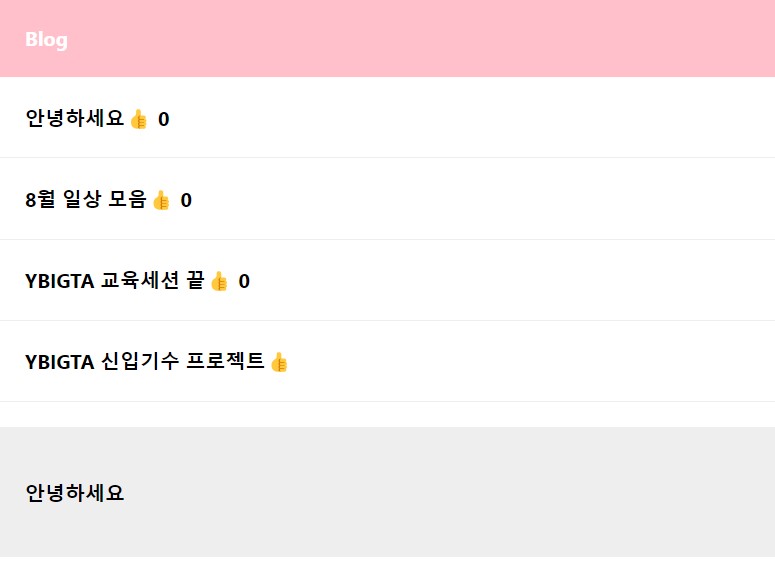 Blog
안녕하세요👍 0
8월 일상 모음👍 0
YBIGTA 교육세션 끝👍 0
YBIGTA 신입기수 프로젝트👍
안녕하세요